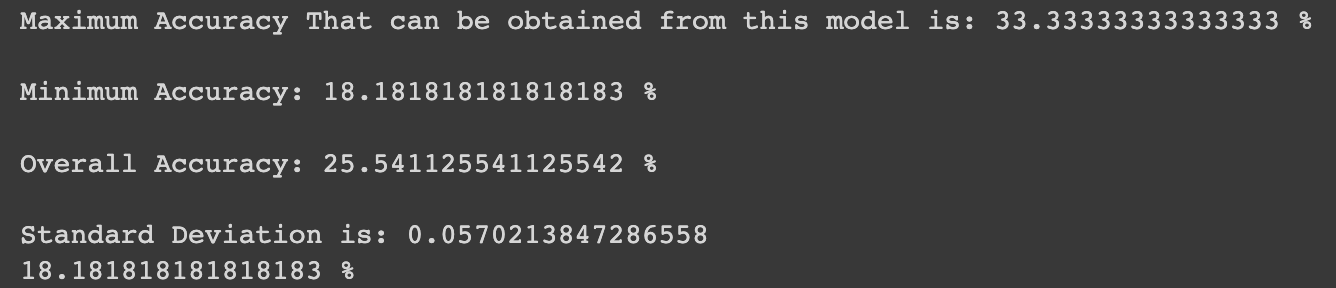 Maximum Accuracy That can be obtained from this model is: 33.33333333333333 %
Minimum Accuracy: 18.181818181818183 %
Overall Accuracy: 25.541125541125542 %
Standard Deviation is: 0.0570213847286558
18.181818181818183 %